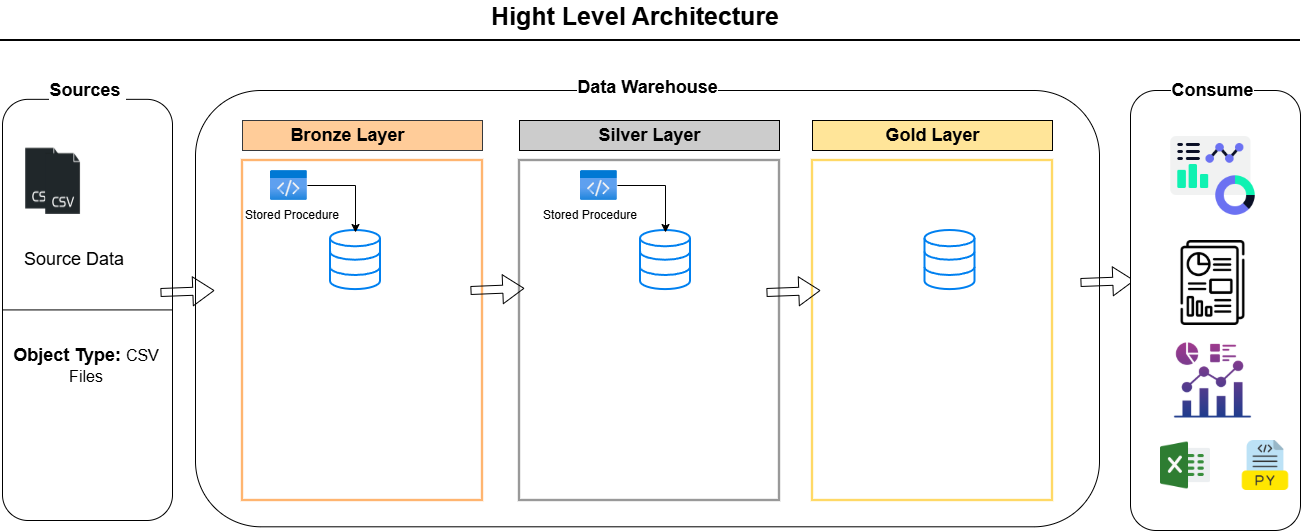 Hight Level Architecture
Sources
Data Warehouse
Consume
Bronze Layer
Silver Layer
Gold Layer
CS
CSV
Stored Procedure
Stored Procedure
Source Data
Object Type: CSV
Files
X
PY